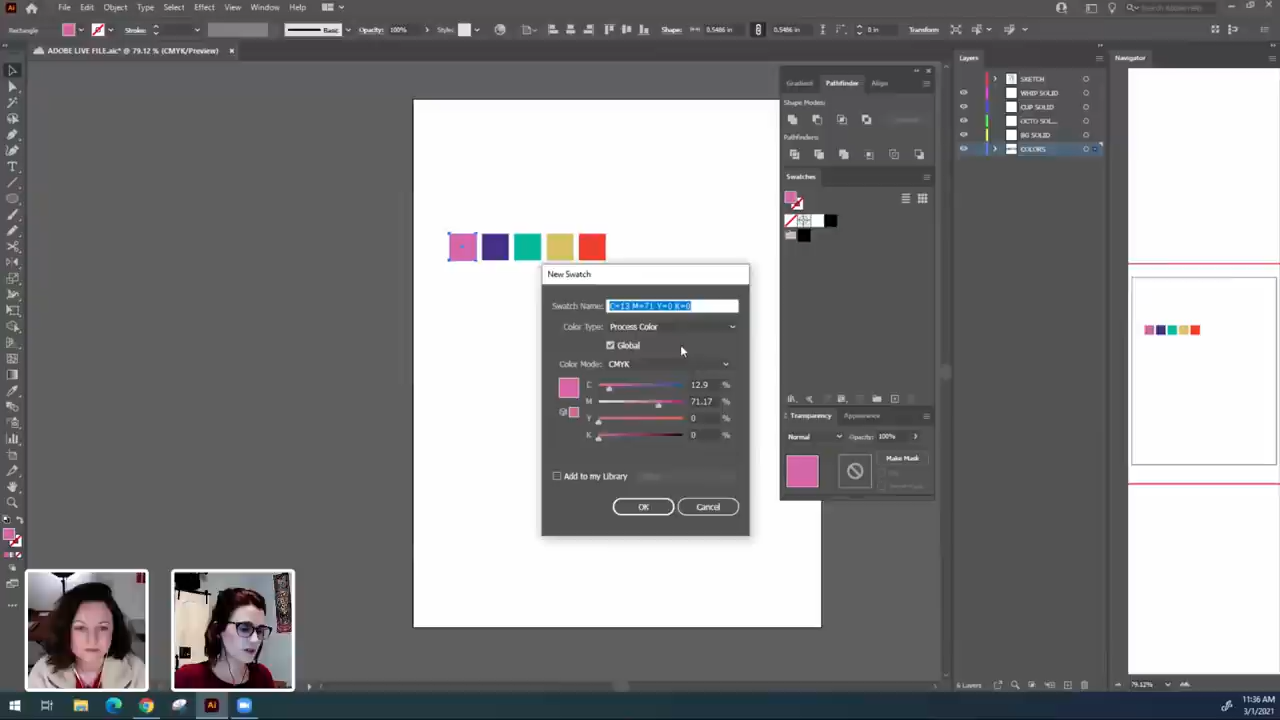 Ai File Edit Object Type Select Effect View Window Help
Rectangle Stroke: Basic Opacity: 100% Style: Shape: 0.5486 in 0.5486 in 0 in Transform
ADOBE LIVE FILE.aic* @ 79.12 % (CMYK/Preview)
Layers
Navigator
Gradient Pathfinder Align
Shape Modes:
Pathfinders:
Swatches
SKETCH
WHIP SOLID
CUP SOLID
OCTO SOL...
BG SOLID
COLORS
New Swatch
Swatch Name: C=13 M=71 Y=0 K=0
Color Type: Process Color
Global
Color Mode: CMYK
C 12.9 %
M 71.17 %
Y 0 %
K 0 %
Add to my Library
OK Cancel
Transparency Appearance
Normal Opacity: 100%
Make Mask
6 Layers
79.12%
11:36 AM
3/1/2021